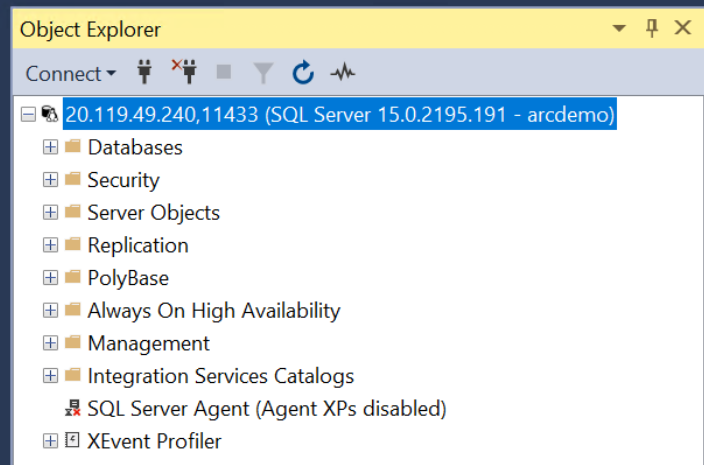 Object Explorer
Connect
20.119.49.240,11433 (SQL Server 15.0.2195.191 - arcdemo)
Databases
Security
Server Objects
Replication
PolyBase
Always On High Availability
Management
Integration Services Catalogs
SQL Server Agent (Agent XPs disabled)
XEvent Profiler